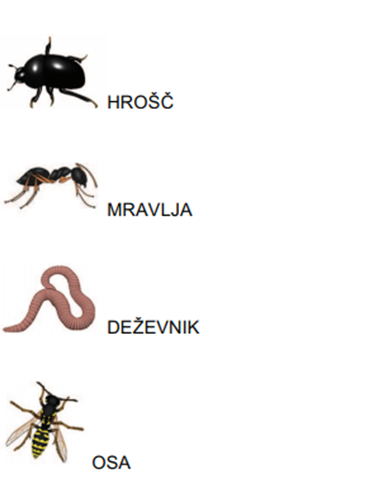 HROŠČ
MRAVLJA
DEŽEVNIK
OSA